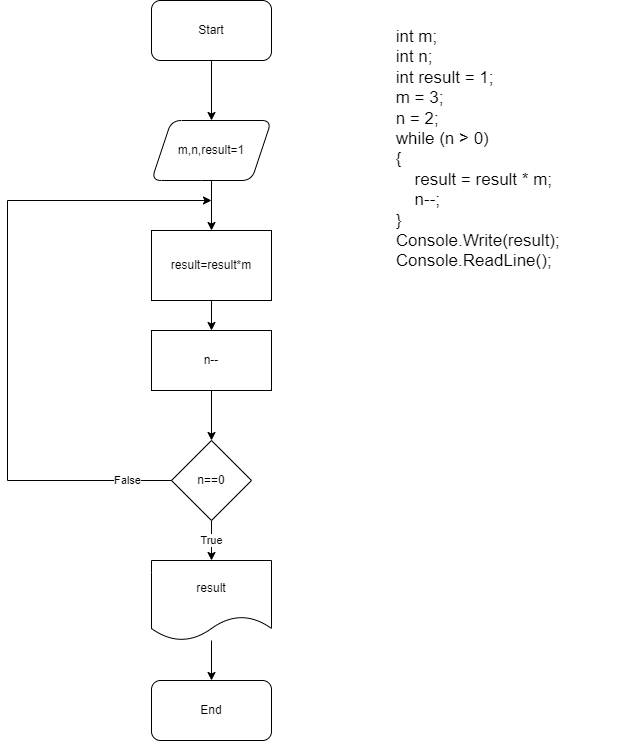 Start
m,n,result=1
result=result*m
n--
n==0
False
True
result
End
int m;
int n;
int result = 1;
m = 3;
n = 2;
while (n > 0)
{
result = result * m;
n--;
}
Console.Write(result);
Console.ReadLine();